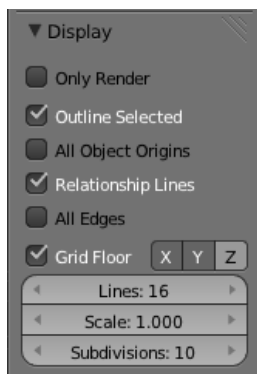 Display
Only Render
Outline Selected
All Object Origins
Relationship Lines
All Edges
Grid Floor X Y Z
Lines: 16
Scale: 1.000
Subdivisions: 10